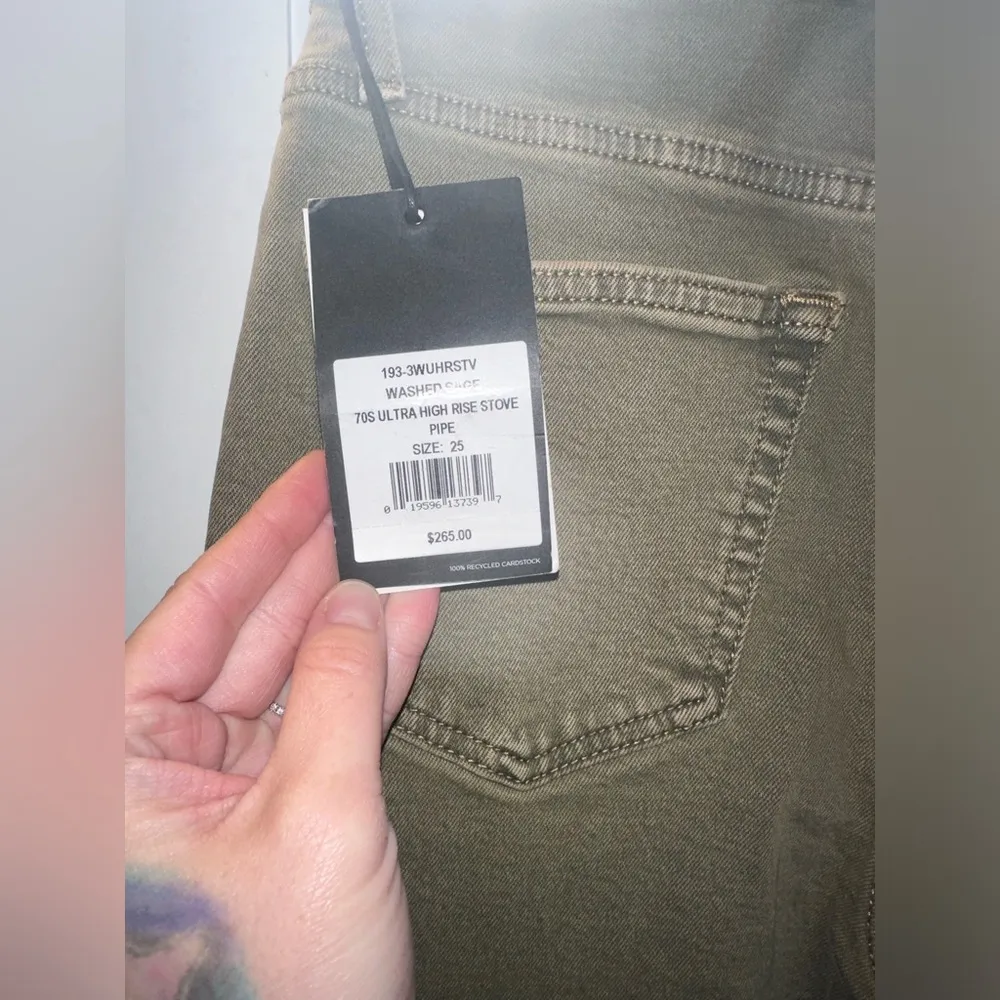 193-3WUHRSTV
WASHED SAGE
70S ULTRA HIGH RISE STOVE
PIPE
SIZE: 25
0 19596 13739 7
$265.00
100% RECYCLED CARDSTOCK